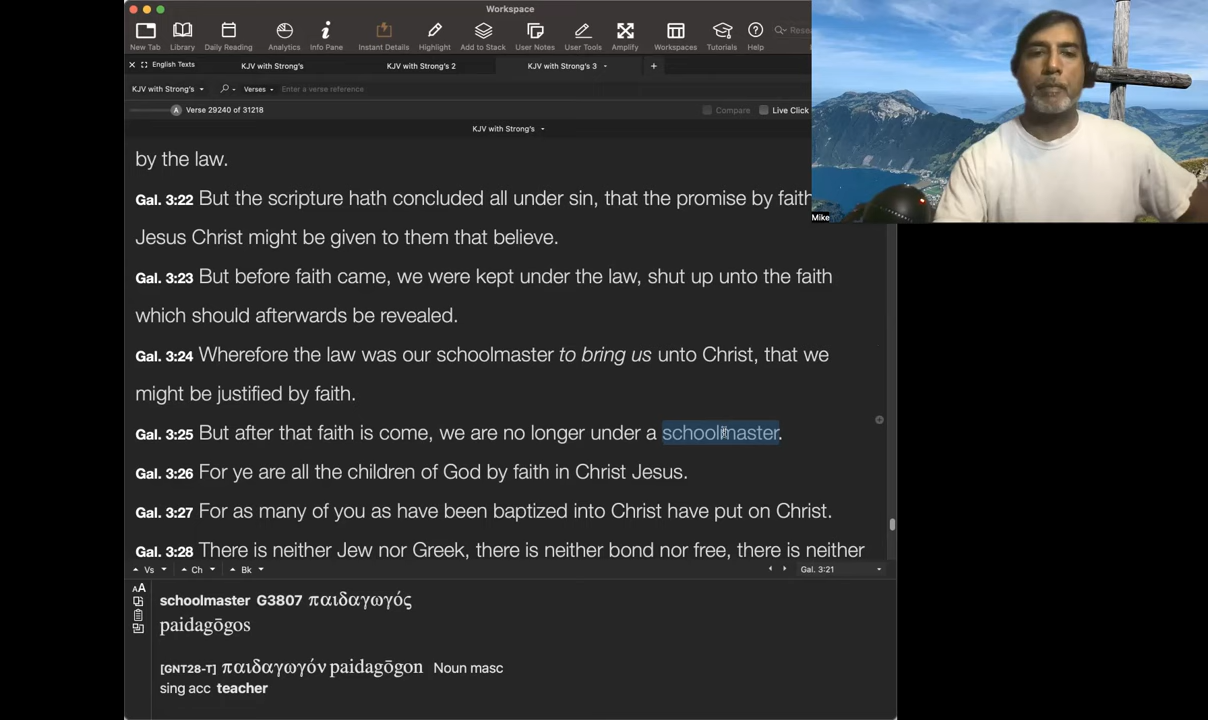 Workspace
New Tab Library Daily Reading Analytics Info Pane Instant Details Highlight Add to Stack User Notes User Tools Amplify Workspaces Tutorials Help
English Texts KJV with Strong's KJV with Strong's 2 KJV with Strong's 3
KJV with Strong's Verses Enter a verse reference
Verse 29240 of 31218 Compare Live Click
KJV with Strong's
by the law.
Gal. 3:22 But the scripture hath concluded all under sin, that the promise by faith
Jesus Christ might be given to them that believe.
Gal. 3:23 But before faith came, we were kept under the law, shut up unto the faith
which should afterwards be revealed.
Gal. 3:24 Wherefore the law was our schoolmaster to bring us unto Christ, that we
might be justified by faith.
Gal. 3:25 But after that faith is come, we are no longer under a schoolmaster.
Gal. 3:26 For ye are all the children of God by faith in Christ Jesus.
Gal. 3:27 For as many of you as have been baptized into Christ have put on Christ.
Gal. 3:28 There is neither Jew nor Greek, there is neither bond nor free, there is neither
Vs Ch Bk Gal. 3:21
schoolmaster G3807 παιδαγωγός
paidagōgos
[GNT28-T] παιδαγωγόν paidagōgon Noun masc
sing acc teacher
Mike